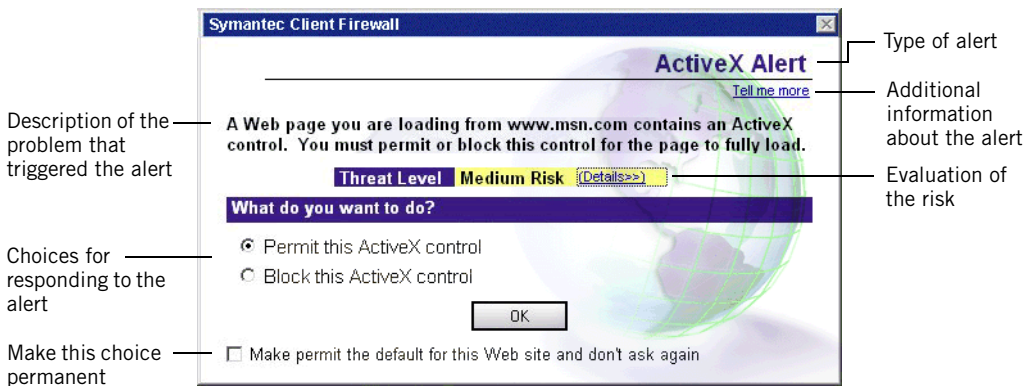 Symantec Client Firewall
ActiveX Alert
Tell me more
A Web page you are loading from www.msn.com contains an ActiveX
control. You must permit or block this control for the page to fully load.
Threat Level Medium Risk (Details>>)
What do you want to do?
Permit this ActiveX control
Block this ActiveX control
OK
Make permit the default for this Web site and don't ask again
Description of the
problem that
triggered the alert
Choices for
responding to the
alert
Make this choice
permanent
Type of alert
Additional
information
about the alert
Evaluation of
the risk